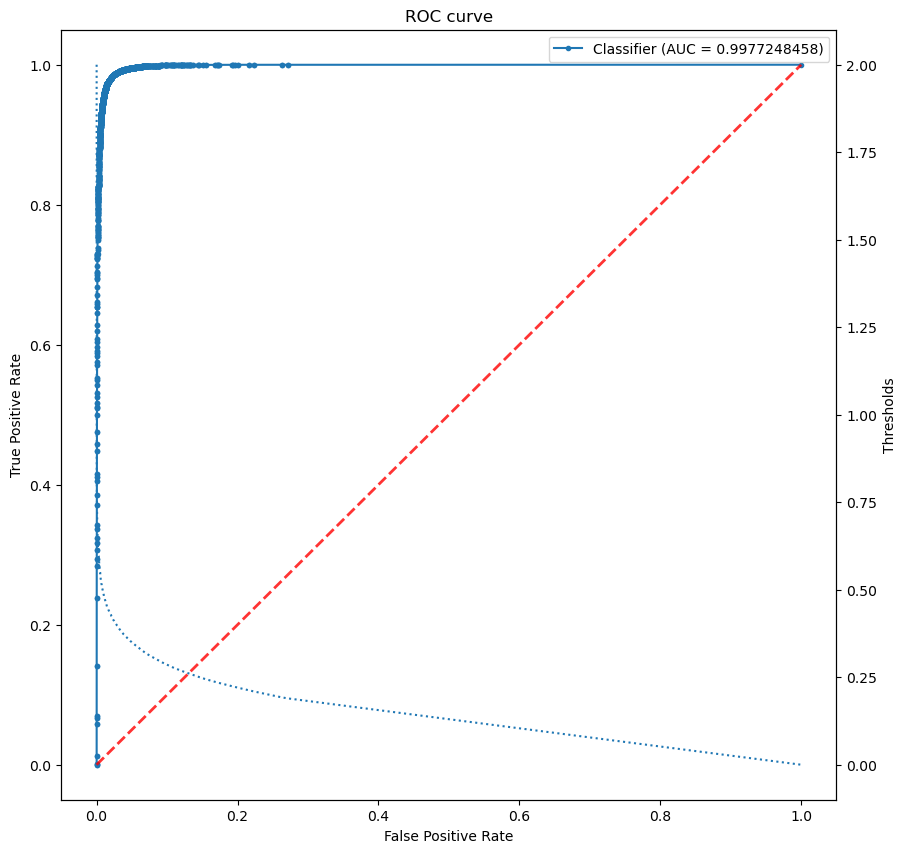 ROC curve
Classifier (AUC = 0.9977248458)
1.0
0.8
0.6
0.4
0.2
0.0
True Positive Rate
2.00
1.75
1.50
1.25
1.00
0.75
0.50
0.25
0.00
Thresholds
0.0 0.2 0.4 0.6 0.8 1.0
False Positive Rate